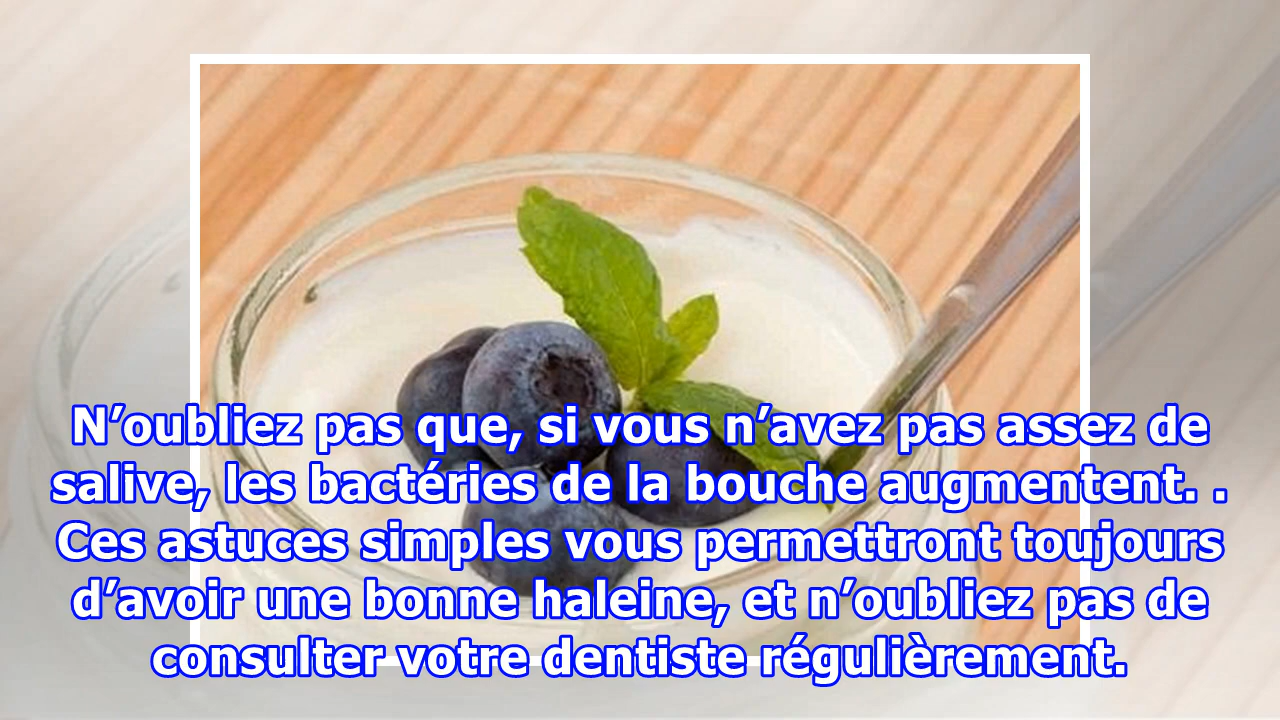 N’oubliez pas que, si vous n’avez pas assez de
salive, les bactéries de la bouche augmentent. .
Ces astuces simples vous permettront toujours
d’avoir une bonne haleine, et n’oubliez pas de
consulter votre dentiste régulièrement.